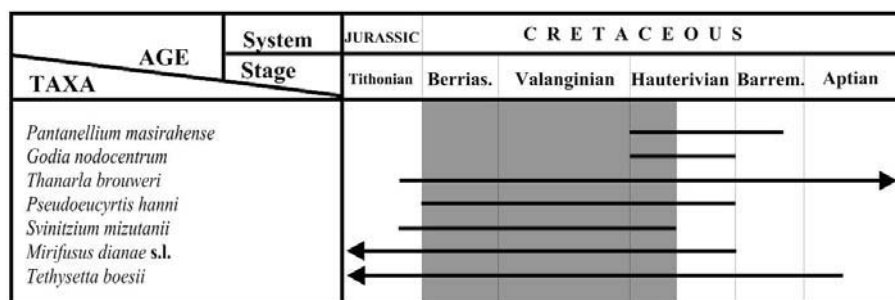 System JURASSIC C R E T A C E O U S
AGE
Stage Tithonian Berrias. Valanginian Hauterivian Barrem. Aptian
TAXA
Pantanellium masirahense
Godia nodocentrum
Thanarla brouweri
Pseudoeucyrtis hanni
Svinitzium mizutanii
Mirifusus dianae s.l.
Tethysetta boesii